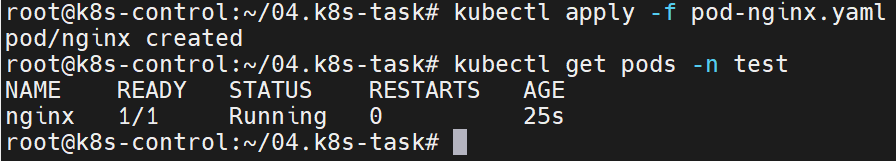 root@k8s-control:~/04.k8s-task# kubectl apply -f pod-nginx.yaml
pod/nginx created
root@k8s-control:~/04.k8s-task# kubectl get pods -n test
NAME    READY   STATUS    RESTARTS   AGE
nginx   1/1     Running   0          25s
root@k8s-control:~/04.k8s-task#